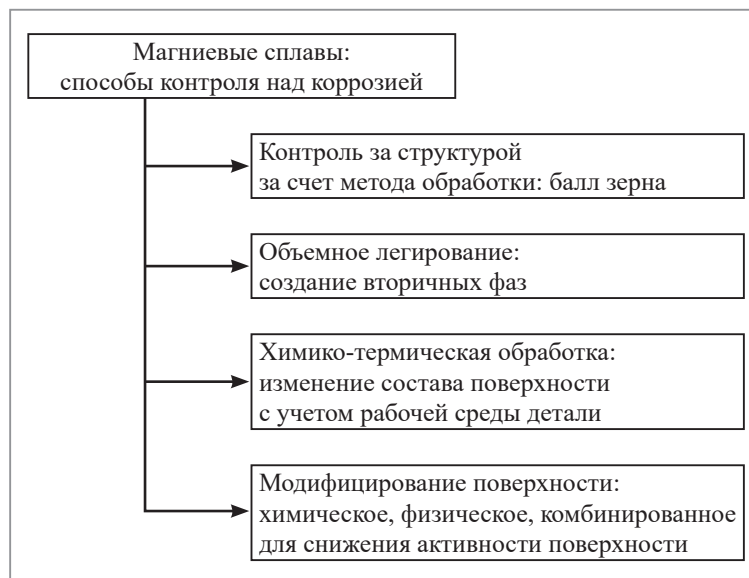 Магниевые сплавы:
способы контроля над коррозией
Контроль за структурой
за счет метода обработки: балл зерна
Объемное легирование:
создание вторичных фаз
Химико-термическая обработка:
изменение состава поверхности
с учетом рабочей среды детали
Модифицирование поверхности:
химическое, физическое, комбинированное
для снижения активности поверхности